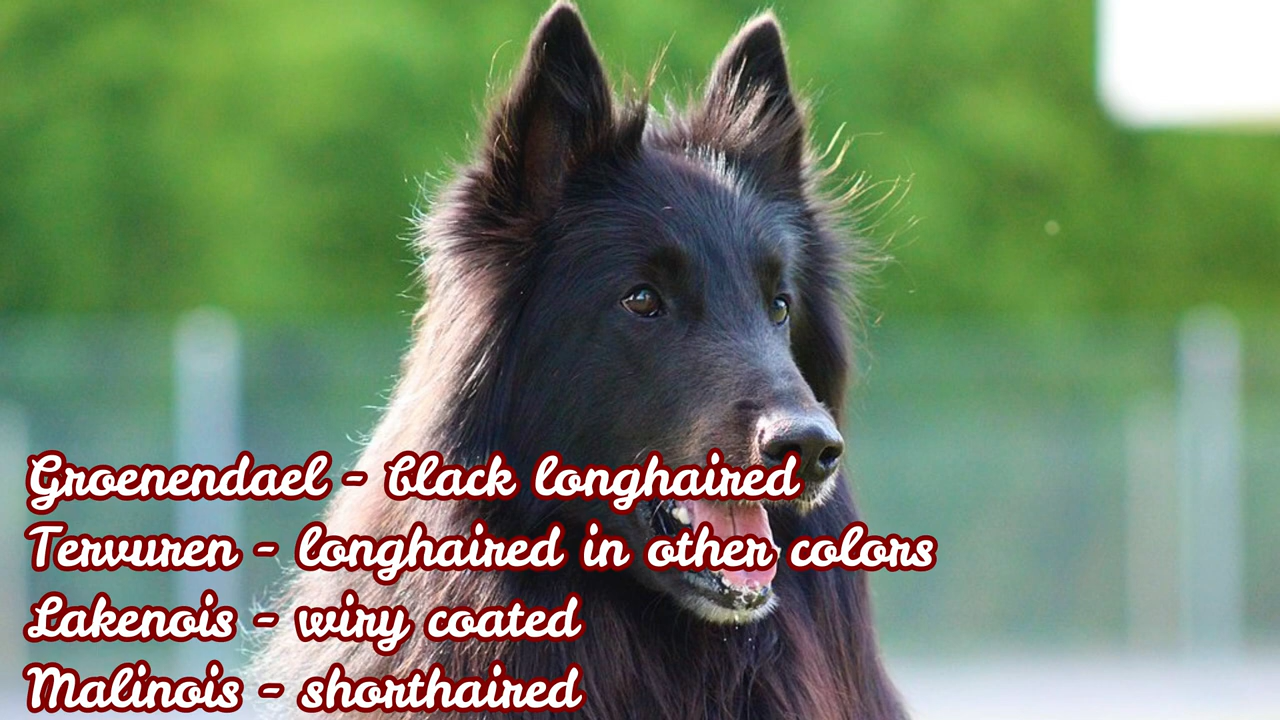 Groenendael - black longhaired
Tervuren - longhaired in other colors
Lakenois - wiry coated
Malinois - shorthaired